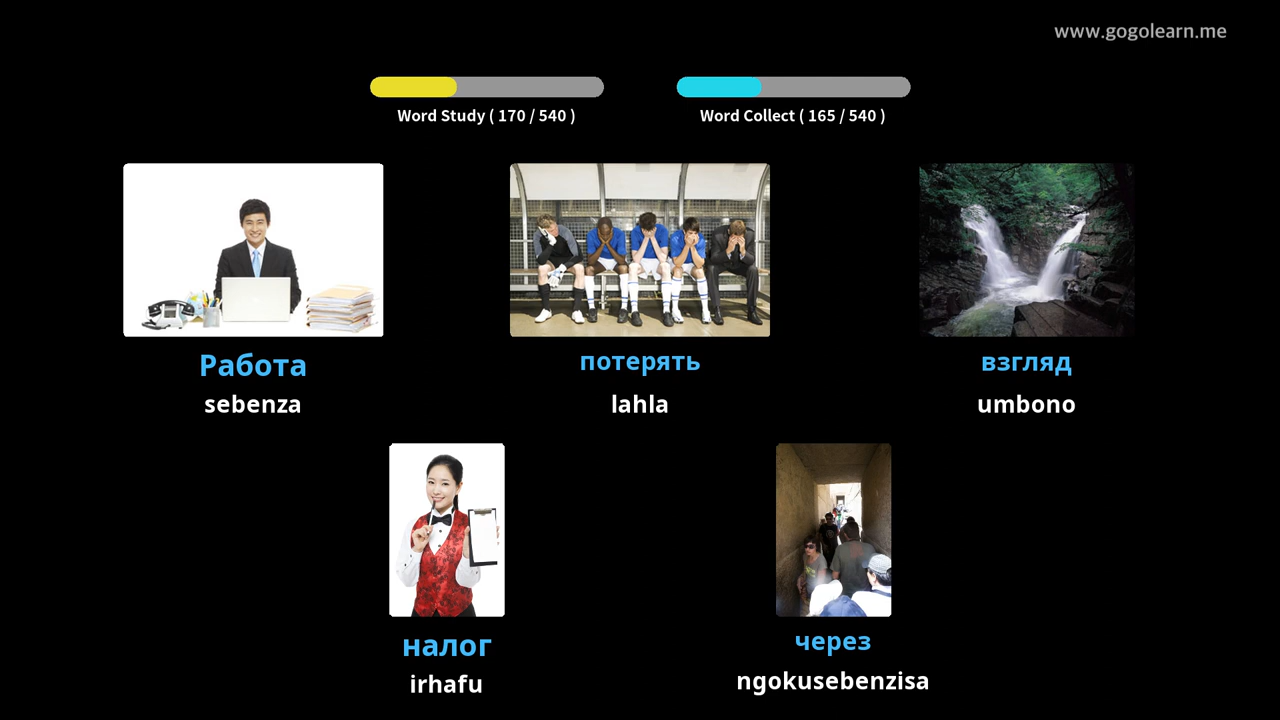 www.gogolearn.me
Word Study ( 170 / 540 )
Word Collect ( 165 / 540 )
Работа
sebenza
потерять
lahla
взгляд
umbono
налог
irhafu
через
ngokusebenzisa